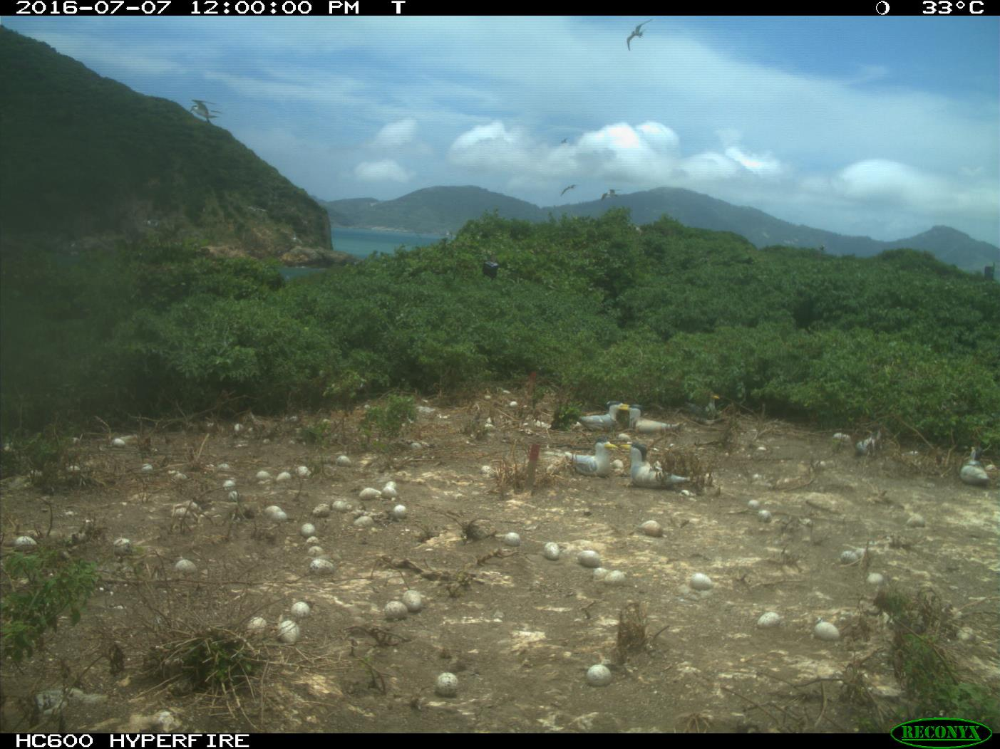 2016-07-07 12:00:00 PM T 33°C
HC600 HYPERFIRE
RECONYX